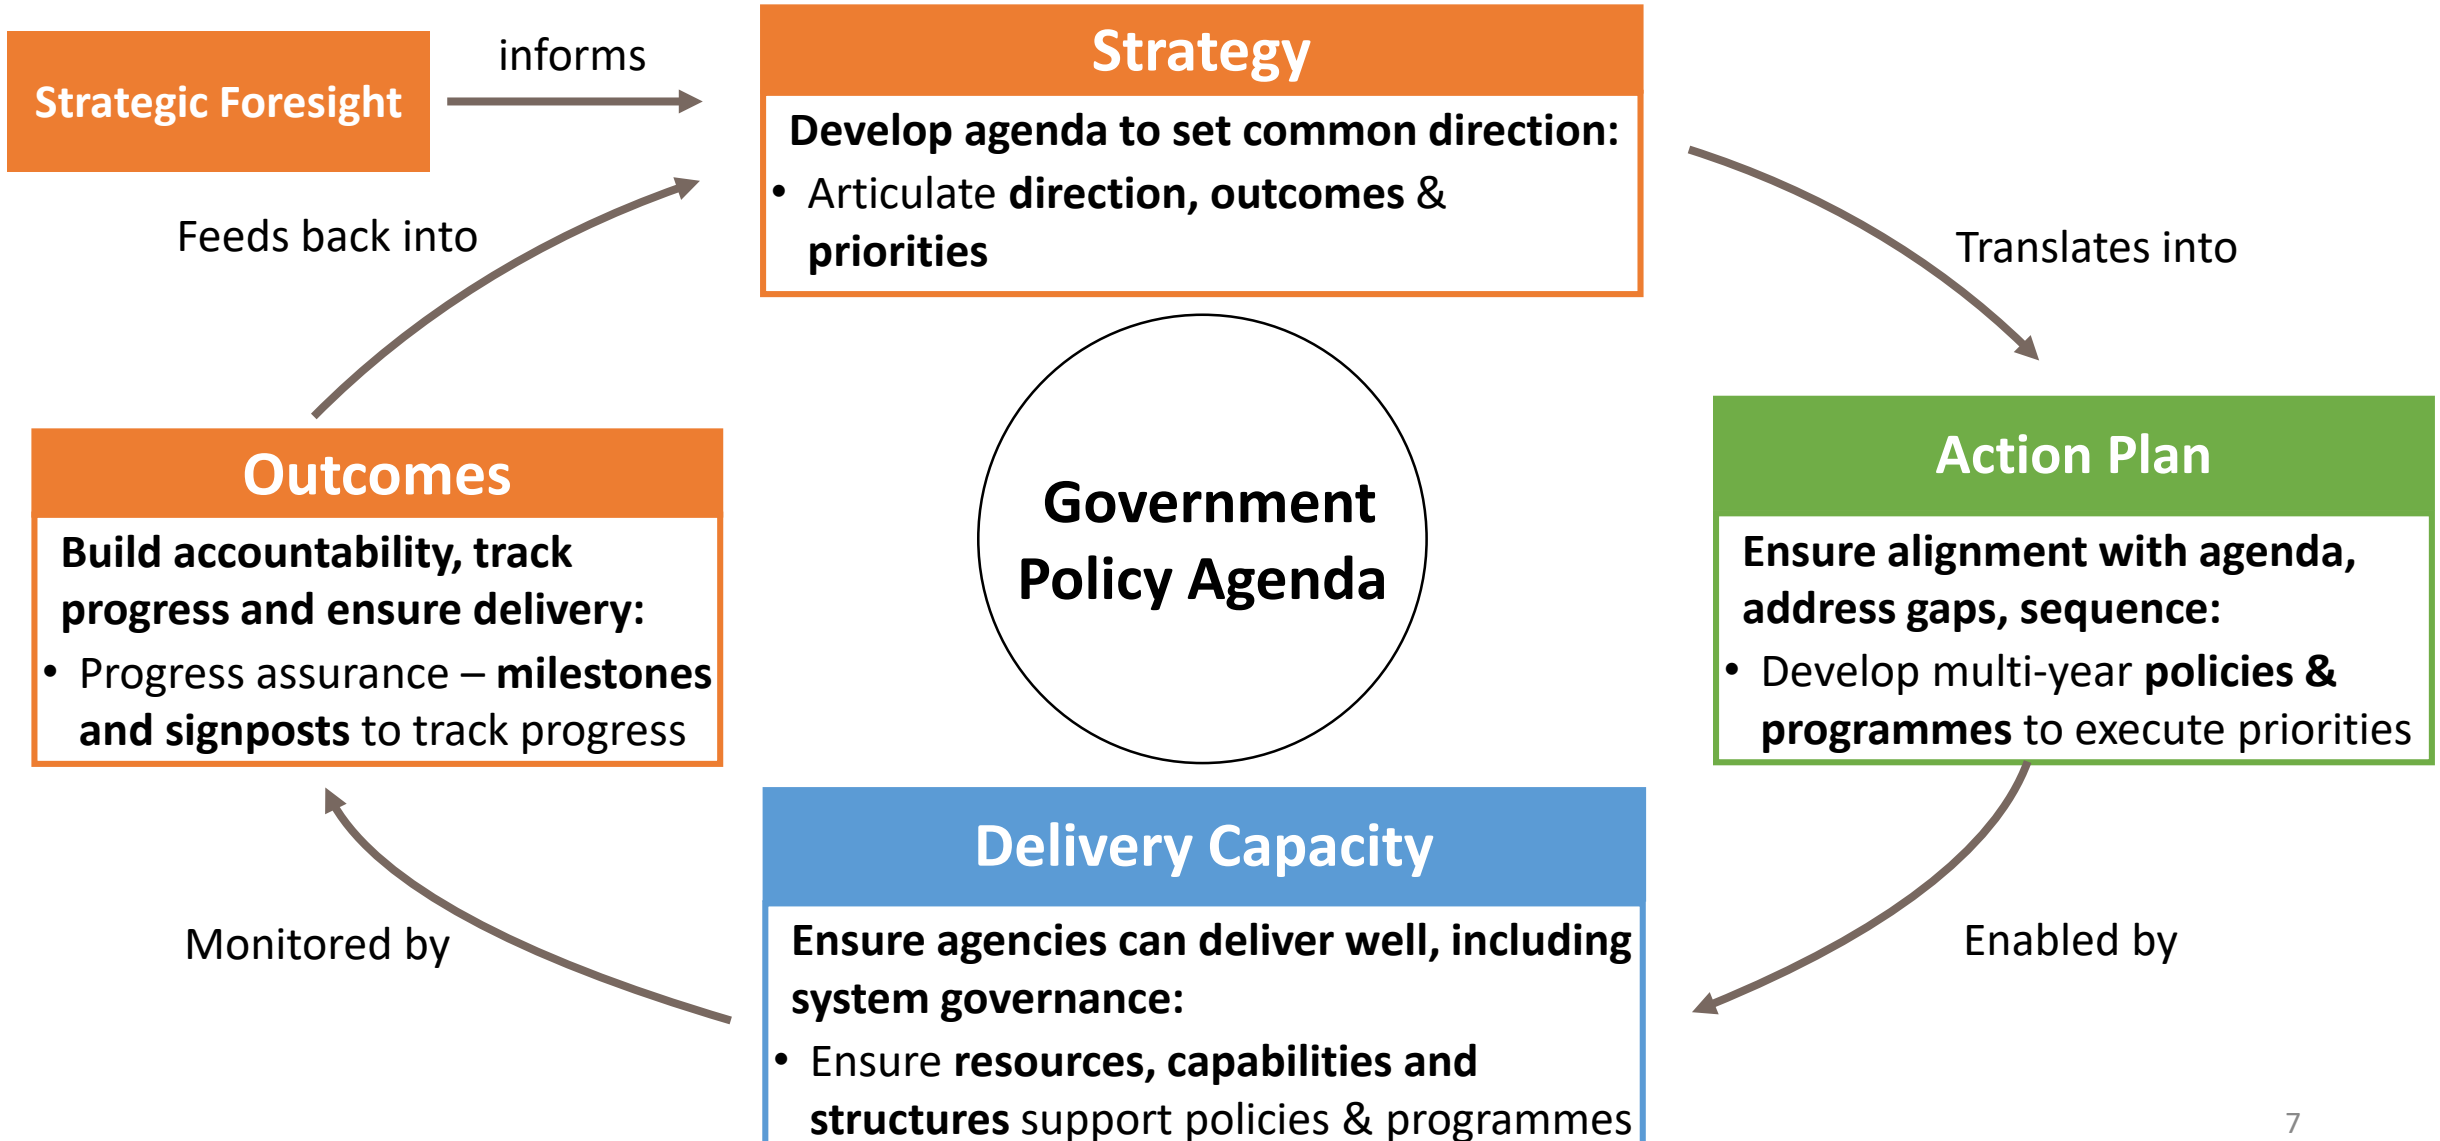 Strategic Foresight
informs
Strategy
Develop agenda to set common direction:
• Articulate direction, outcomes &
priorities
Feeds back into
Translates into
Outcomes
Build accountability, track
progress and ensure delivery:
• Progress assurance – milestones
and signposts to track progress
Government
Policy Agenda
Action Plan
Ensure alignment with agenda,
address gaps, sequence:
• Develop multi-year policies &
programmes to execute priorities
Delivery Capacity
Ensure agencies can deliver well, including
system governance:
• Ensure resources, capabilities and
structures support policies & programmes
Monitored by
Enabled by
7